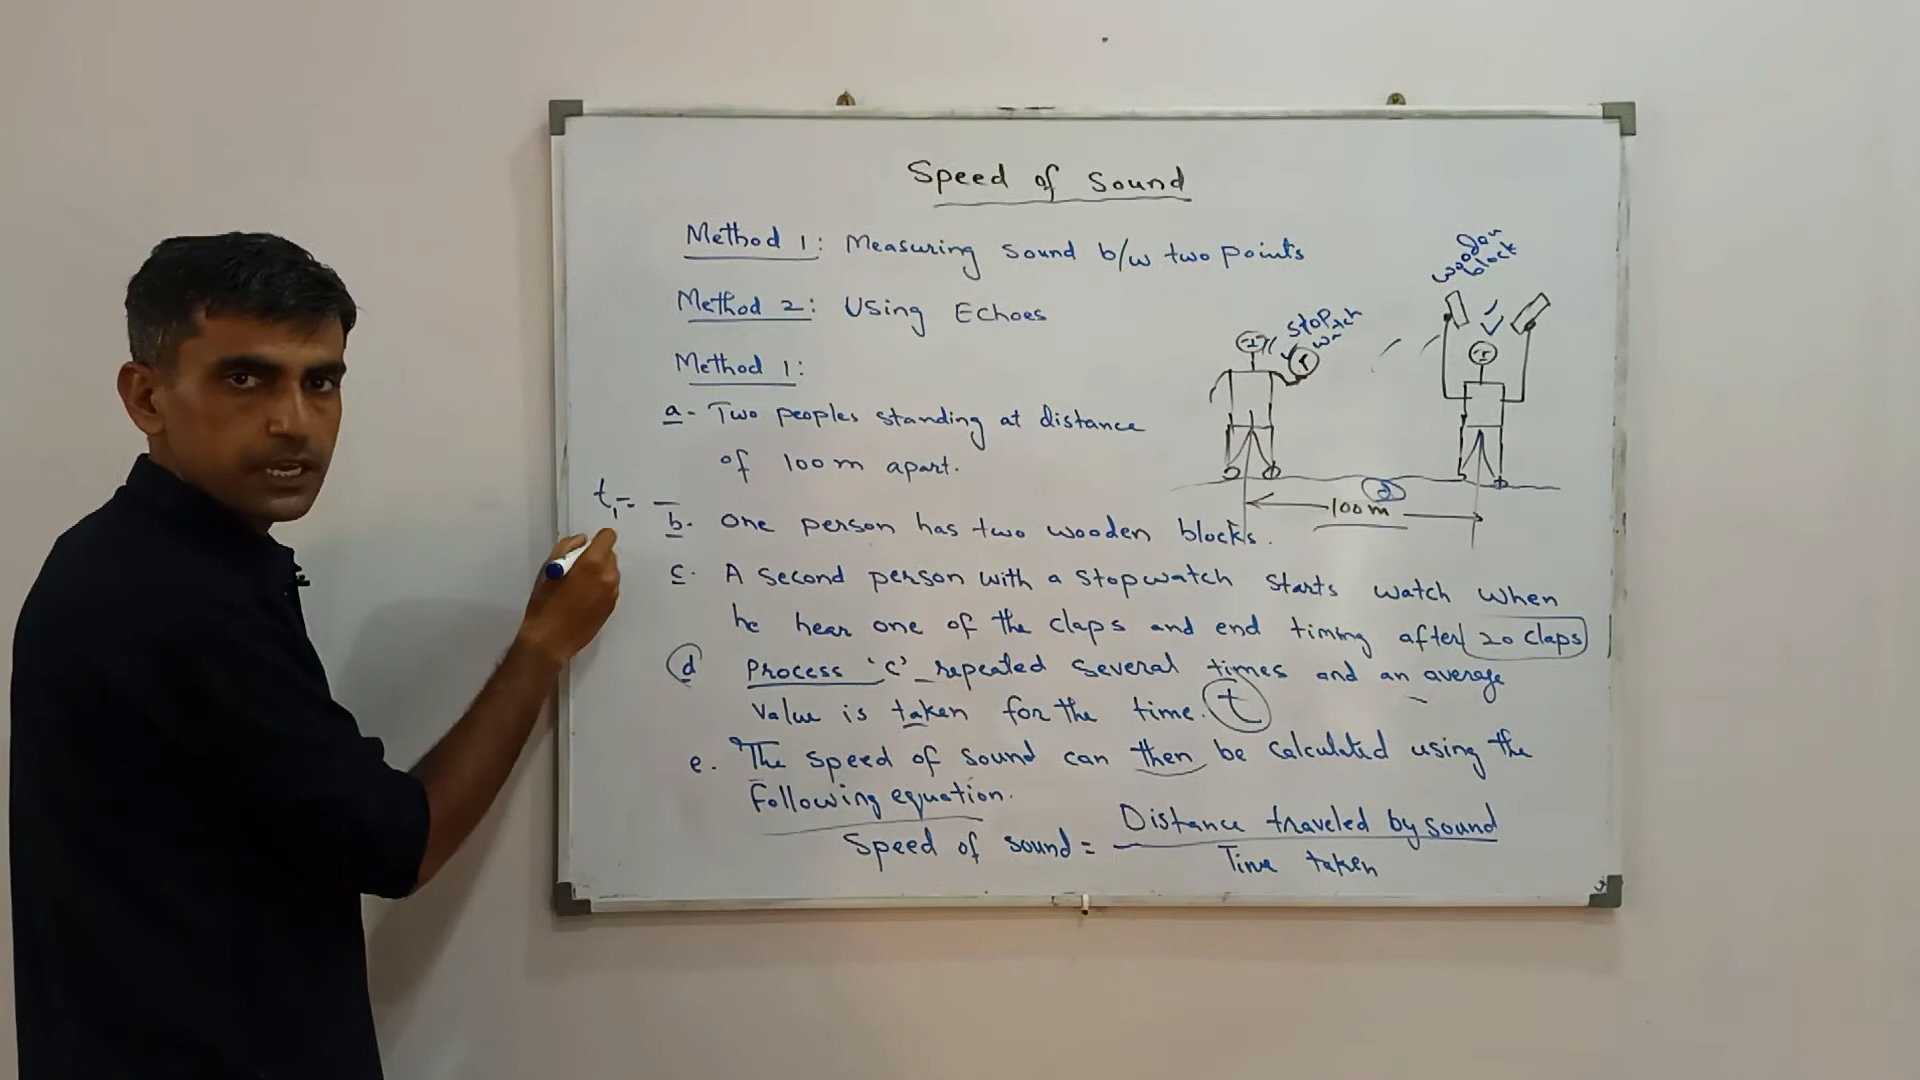 Speed of Sound
Method 1: Measuring sound b/w two points
Method 2: Using Echoes
Method 1:
a- Two peoples standing at distance
of 100 m apart.
t₁ = —
b. One person has two wooden blocks.
c. A second person with a stopwatch starts watch when
he hear one of the claps and end timing after 20 claps
d Process 'c' repeated several times and an average
value is taken for the time. t
e. The speed of sound can then be calculated using the
Following equation.
Speed of sound = Distance traveled by sound
Time taken
wooden
block
stop
100m